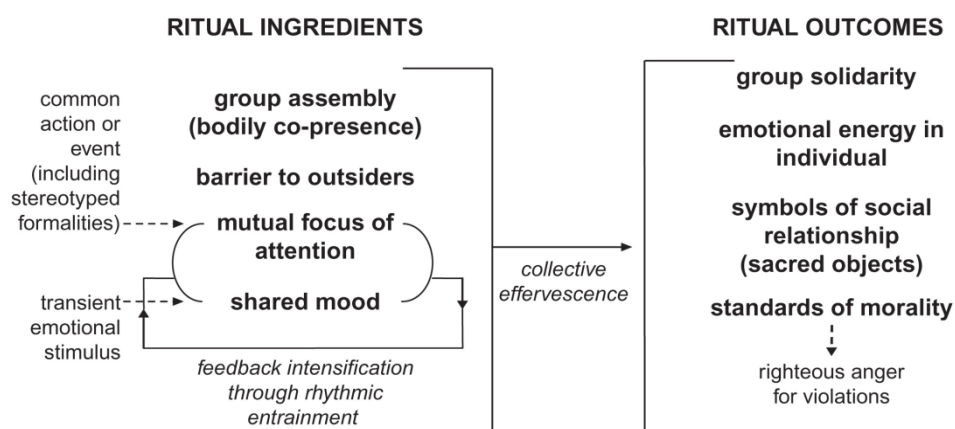 RITUAL INGREDIENTS
common
action or
event
(including
stereotyped
formalities)
transient
emotional
stimulus
group assembly
(bodily co-presence)
barrier to outsiders
mutual focus of
attention
shared mood
feedback intensification
through rhythmic
entrainment
collective
effervescence
RITUAL OUTCOMES
group solidarity
emotional energy in
individual
symbols of social
relationship
(sacred objects)
standards of morality
righteous anger
for violations